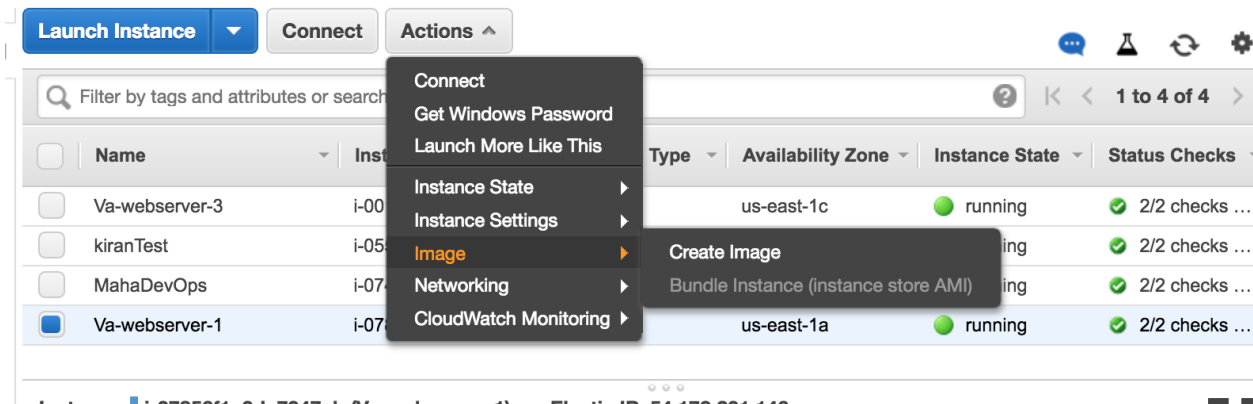 Launch Instance Connect Actions
Connect
Filter by tags and attributes or search 1 to 4 of 4
Get Windows Password
Launch More Like This
Name Type Availability Zone Instance State Status Checks
Instance State
Va-webserver-3 i-00 us-east-1c running 2/2 checks ...
Instance Settings
kiranTest
Image Create Image 2/2 checks ...
Networking Bundle Instance (instance store AMI)
MahaDevOps i-07 2/2 checks ...
CloudWatch Monitoring
Va-webserver-1 us-east-1a running 2/2 checks ...